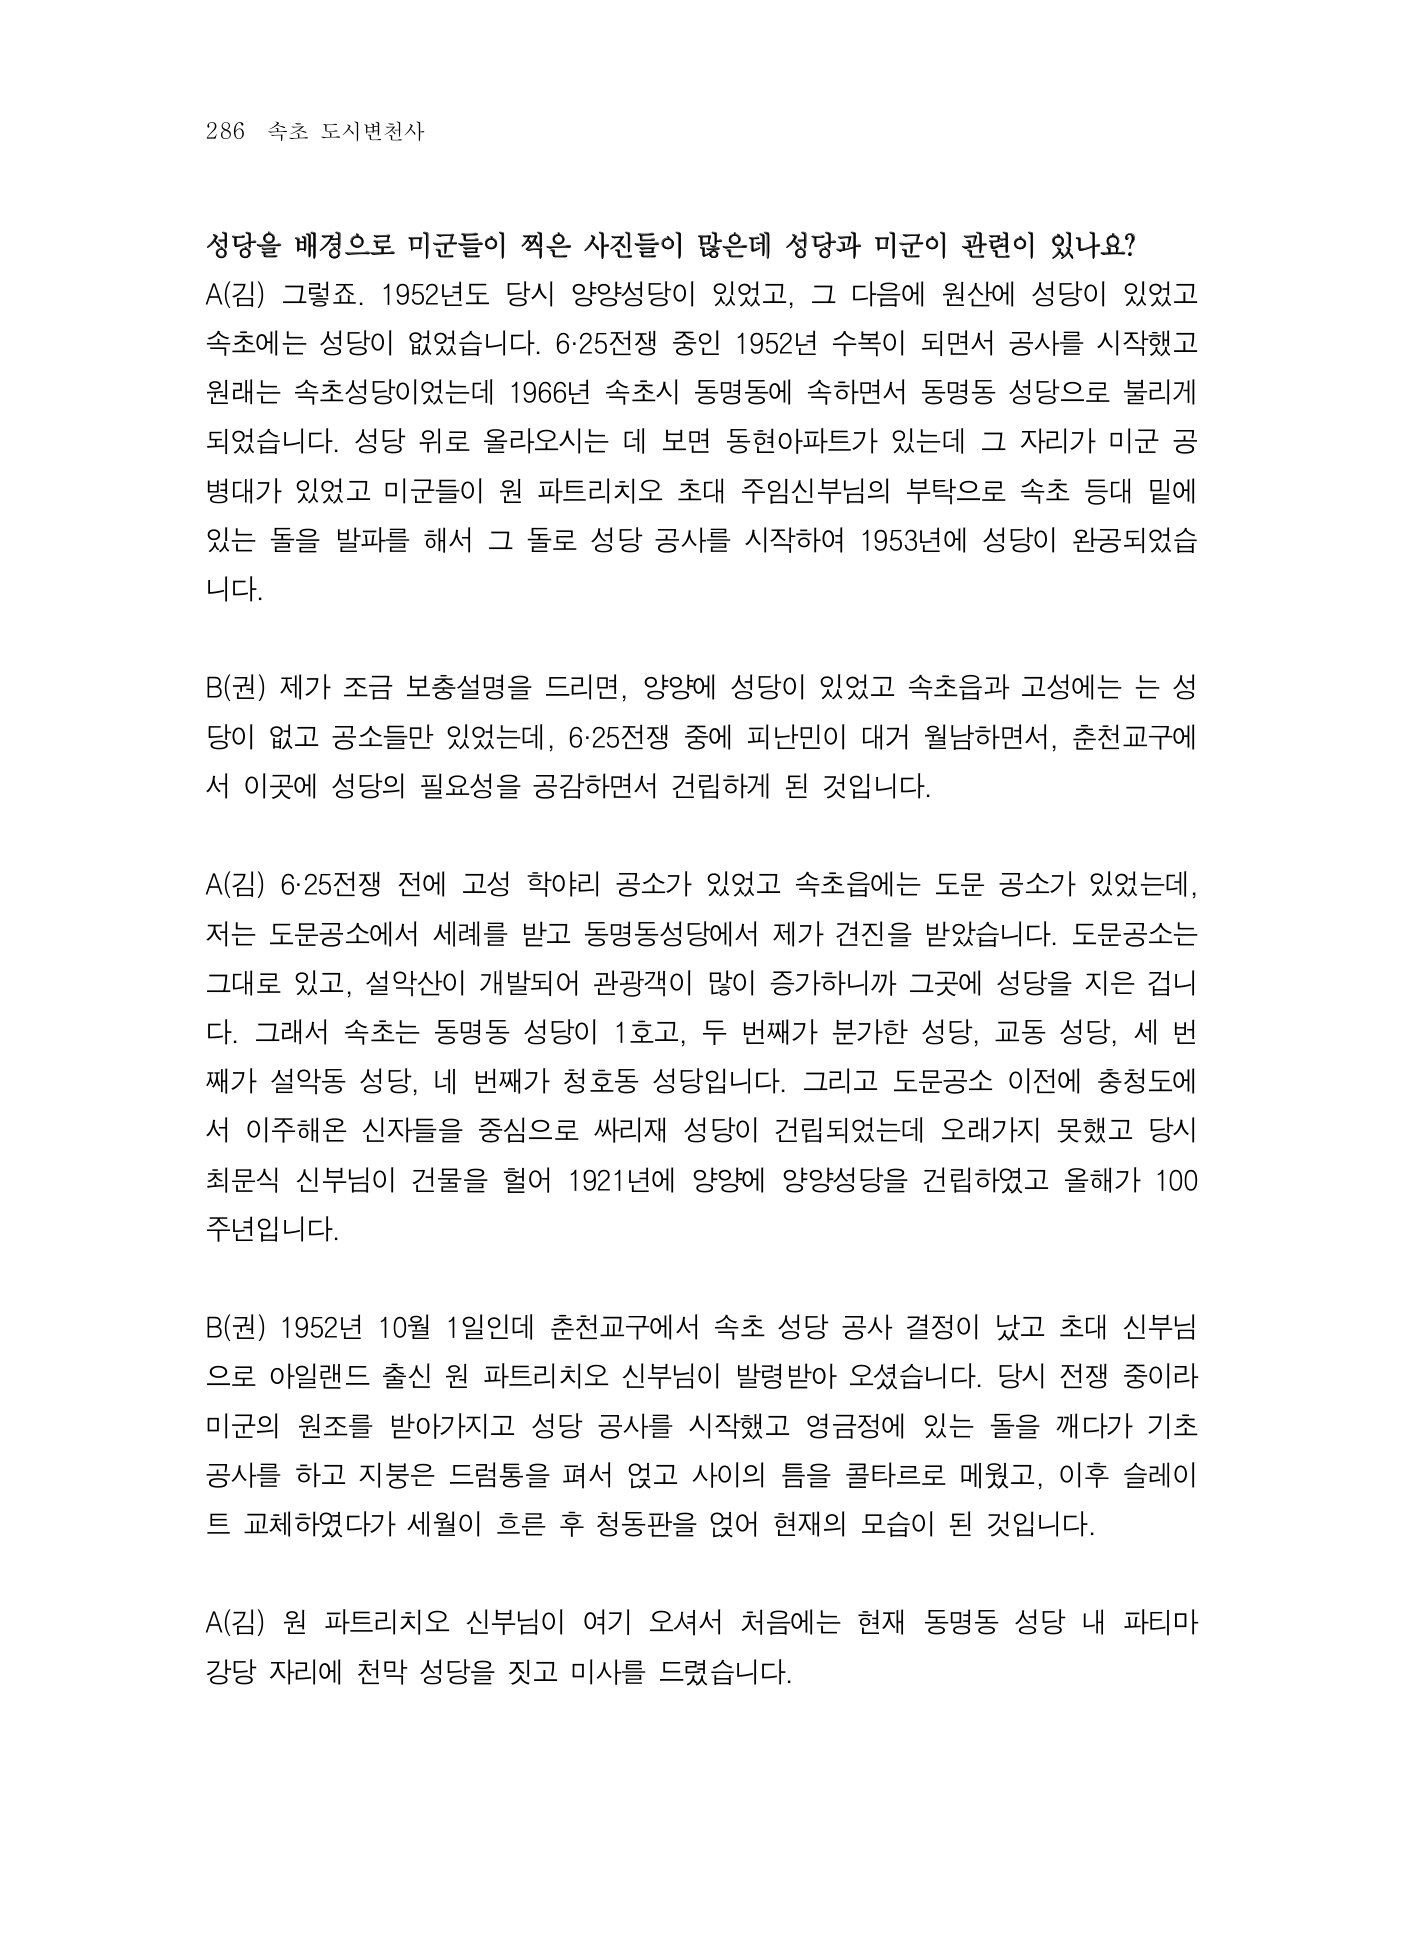 286 속초 도시변천사
성당을 배경으로 미군들이 찍은 사진들이 많은데 성당과 미군이 관련이 있나요?
A(김) 그렇죠. 1952년도 당시 양양성당이 있었고, 그 다음에 원산에 성당이 있었고
속초에는 성당이 없었습니다. 6·25전쟁 중인 1952년 수복이 되면서 공사를 시작했고
원래는 속초성당이었는데 1966년 속초시 동명동에 속하면서 동명동 성당으로 불리게
되었습니다. 성당 위로 올라오시는 데 보면 동현아파트가 있는데 그 자리가 미군 공
병대가 있었고 미군들이 원 파트리치오 초대 주임신부님의 부탁으로 속초 등대 밑에
있는 돌을 발파를 해서 그 돌로 성당 공사를 시작하여 1953년에 성당이 완공되었습
니다.
B(권) 제가 조금 보충설명을 드리면, 양양에 성당이 있었고 속초읍과 고성에는 는 성
당이 없고 공소들만 있었는데, 6·25전쟁 중에 피난민이 대거 월남하면서, 춘천교구에
서 이곳에 성당의 필요성을 공감하면서 건립하게 된 것입니다.
A(김) 6·25전쟁 전에 고성 학야리 공소가 있었고 속초읍에는 도문 공소가 있었는데,
저는 도문공소에서 세례를 받고 동명동성당에서 제가 견진을 받았습니다. 도문공소는
그대로 있고, 설악산이 개발되어 관광객이 많이 증가하니까 그곳에 성당을 지은 겁니
다. 그래서 속초는 동명동 성당이 1호고, 두 번째가 분가한 성당, 교동 성당, 세 번
째가 설악동 성당, 네 번째가 청호동 성당입니다. 그리고 도문공소 이전에 충청도에
서 이주해온 신자들을 중심으로 싸리재 성당이 건립되었는데 오래가지 못했고 당시
최문식 신부님이 건물을 헐어 1921년에 양양에 양양성당을 건립하였고 올해가 100
주년입니다.
B(권) 1952년 10월 1일인데 춘천교구에서 속초 성당 공사 결정이 났고 초대 신부님
으로 아일랜드 출신 원 파트리치오 신부님이 발령받아 오셨습니다. 당시 전쟁 중이라
미군의 원조를 받아가지고 성당 공사를 시작했고 영금정에 있는 돌을 깨다가 기초
공사를 하고 지붕은 드럼통을 펴서 얹고 사이의 틈을 콜타르로 메웠고, 이후 슬레이
트 교체하였다가 세월이 흐른 후 청동판을 얹어 현재의 모습이 된 것입니다.
A(김) 원 파트리치오 신부님이 여기 오셔서 처음에는 현재 동명동 성당 내 파티마
강당 자리에 천막 성당을 짓고 미사를 드렸습니다.